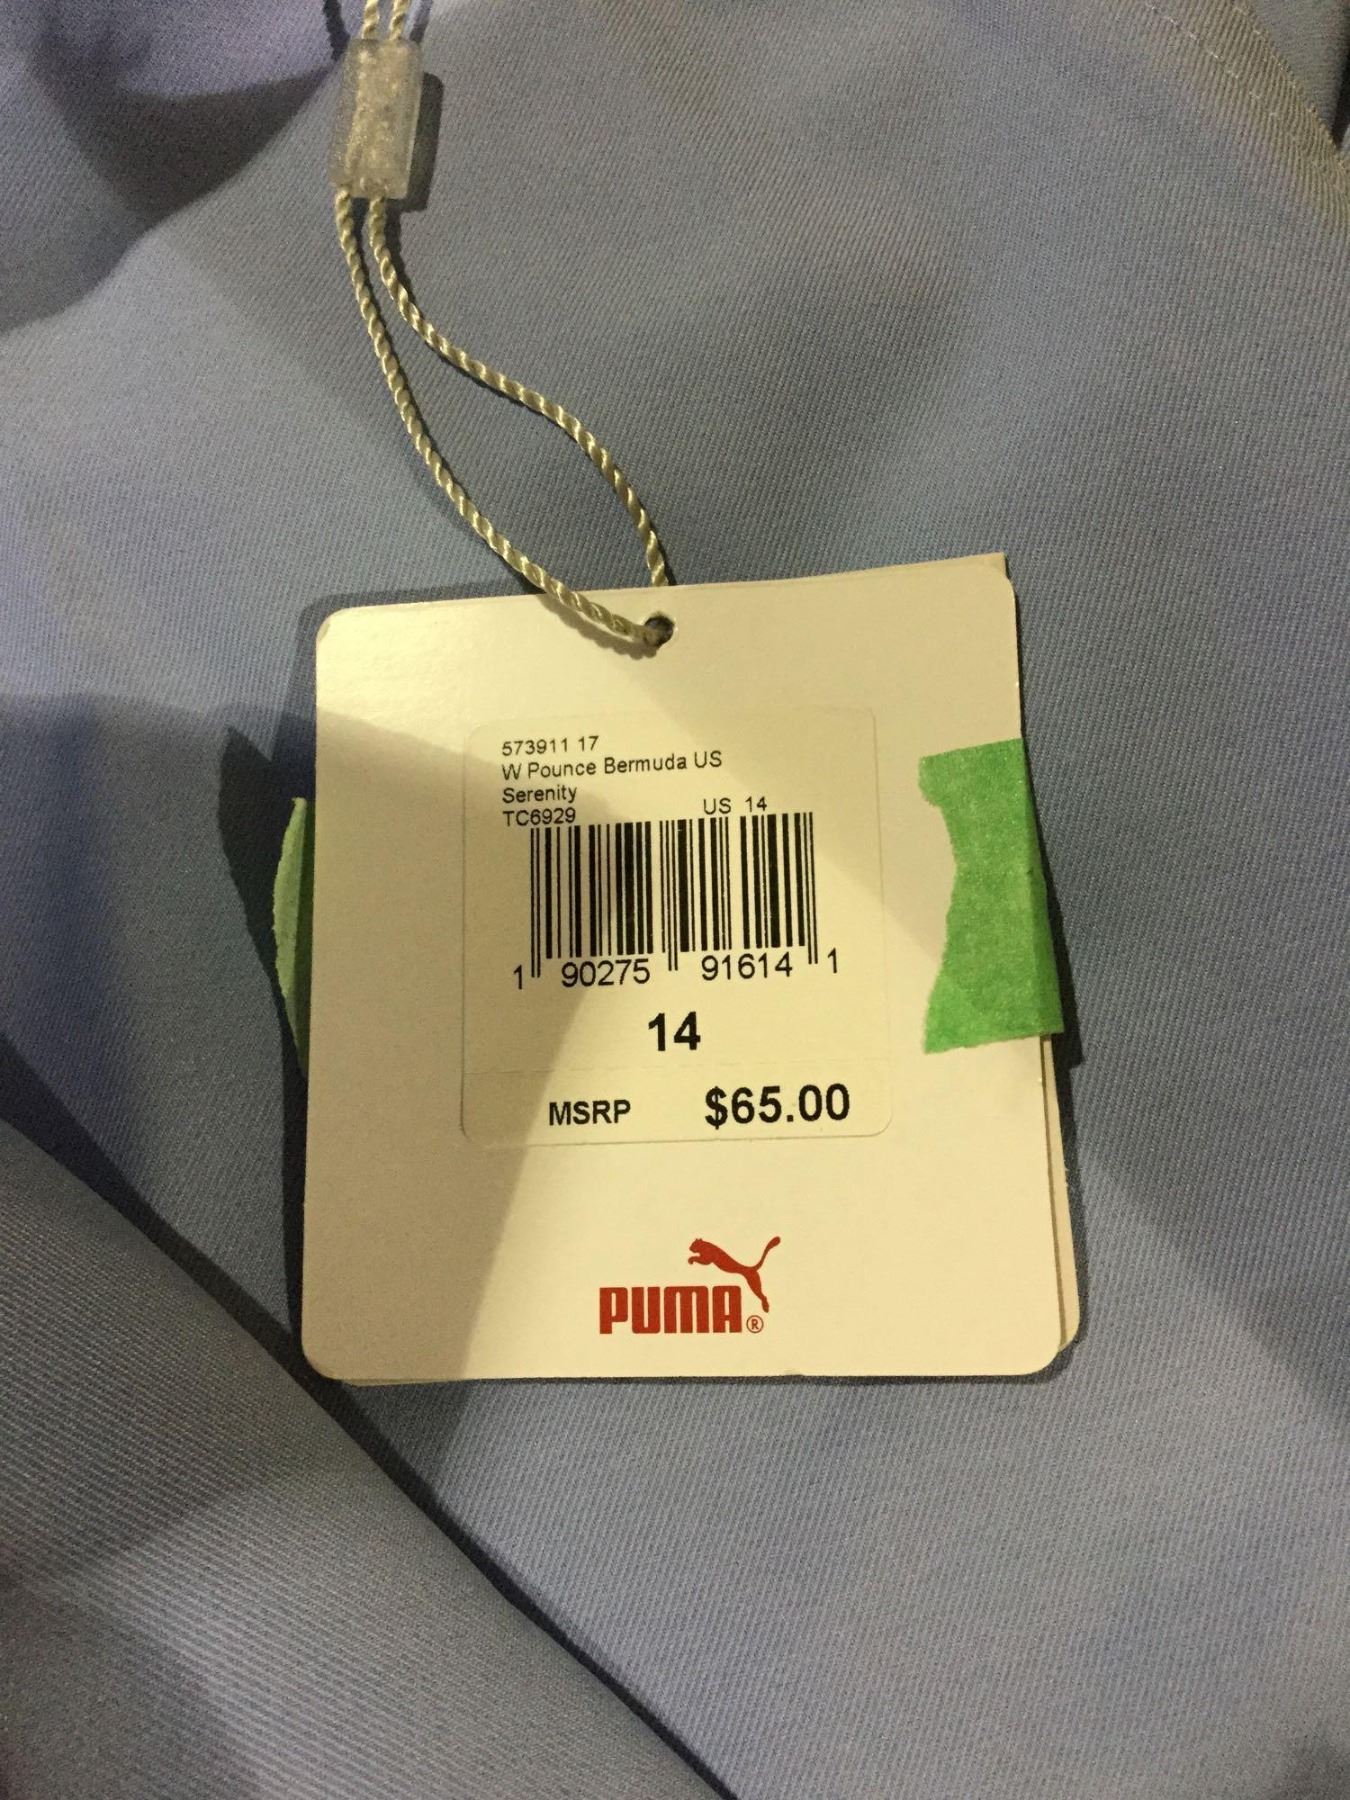 573911 17
W Pounce Bermuda US
Serenity
TC6929 US 14
1 90275 91614 1
14
MSRP $65.00
PUMA®